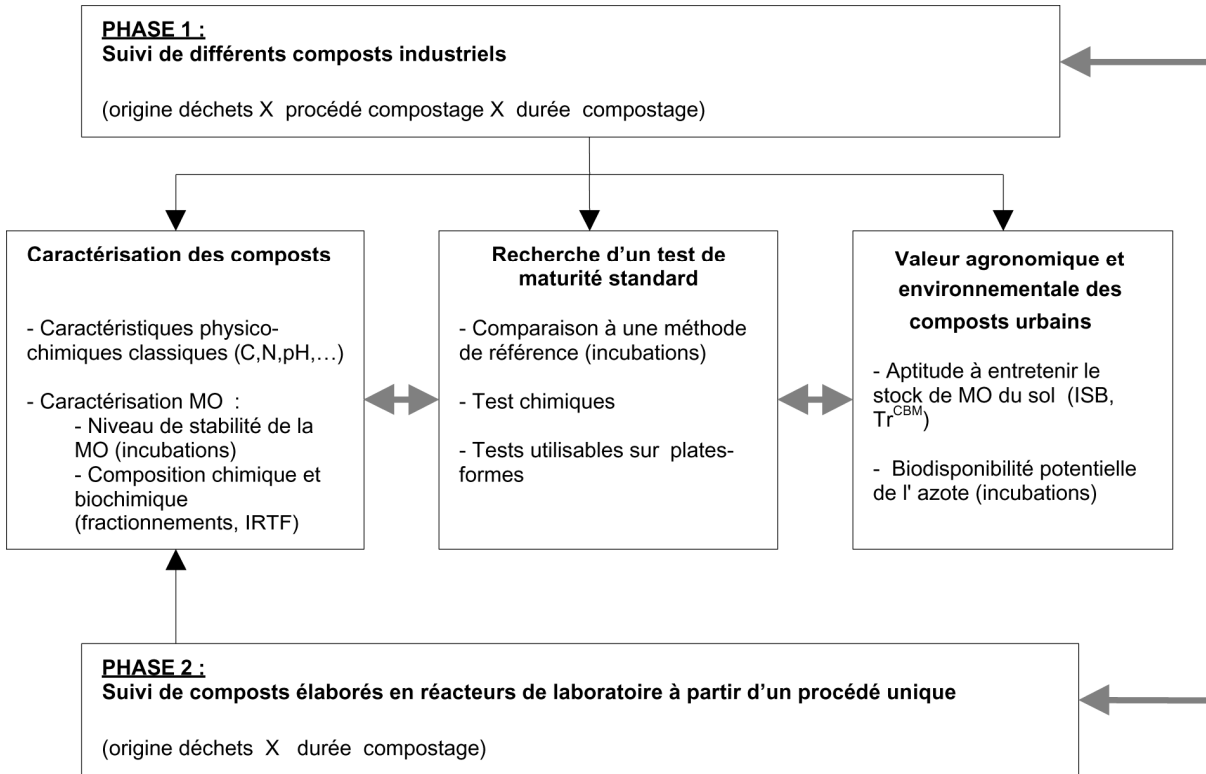 PHASE 1 :
Suivi de différents composts industriels
(origine déchets X procédé compostage X durée compostage)
Caractérisation des composts
- Caractéristiques physico-
chimiques classiques (C,N,pH,…)
- Caractérisation MO :
- Niveau de stabilité de la
MO (incubations)
- Composition chimique et
biochimique
(fractionnements, IRTF)
Recherche d’un test de
maturité standard
- Comparaison à une méthode
de référence (incubations)
- Test chimiques
- Tests utilisables sur plates-
formes
Valeur agronomique et
environnementale des
composts urbains
- Aptitude à entretenir le
stock de MO du sol (ISB,
Tr^CBM)
- Biodisponibilité potentielle
de l' azote (incubations)
PHASE 2 :
Suivi de composts élaborés en réacteurs de laboratoire à partir d’un procédé unique
(origine déchets X durée compostage)